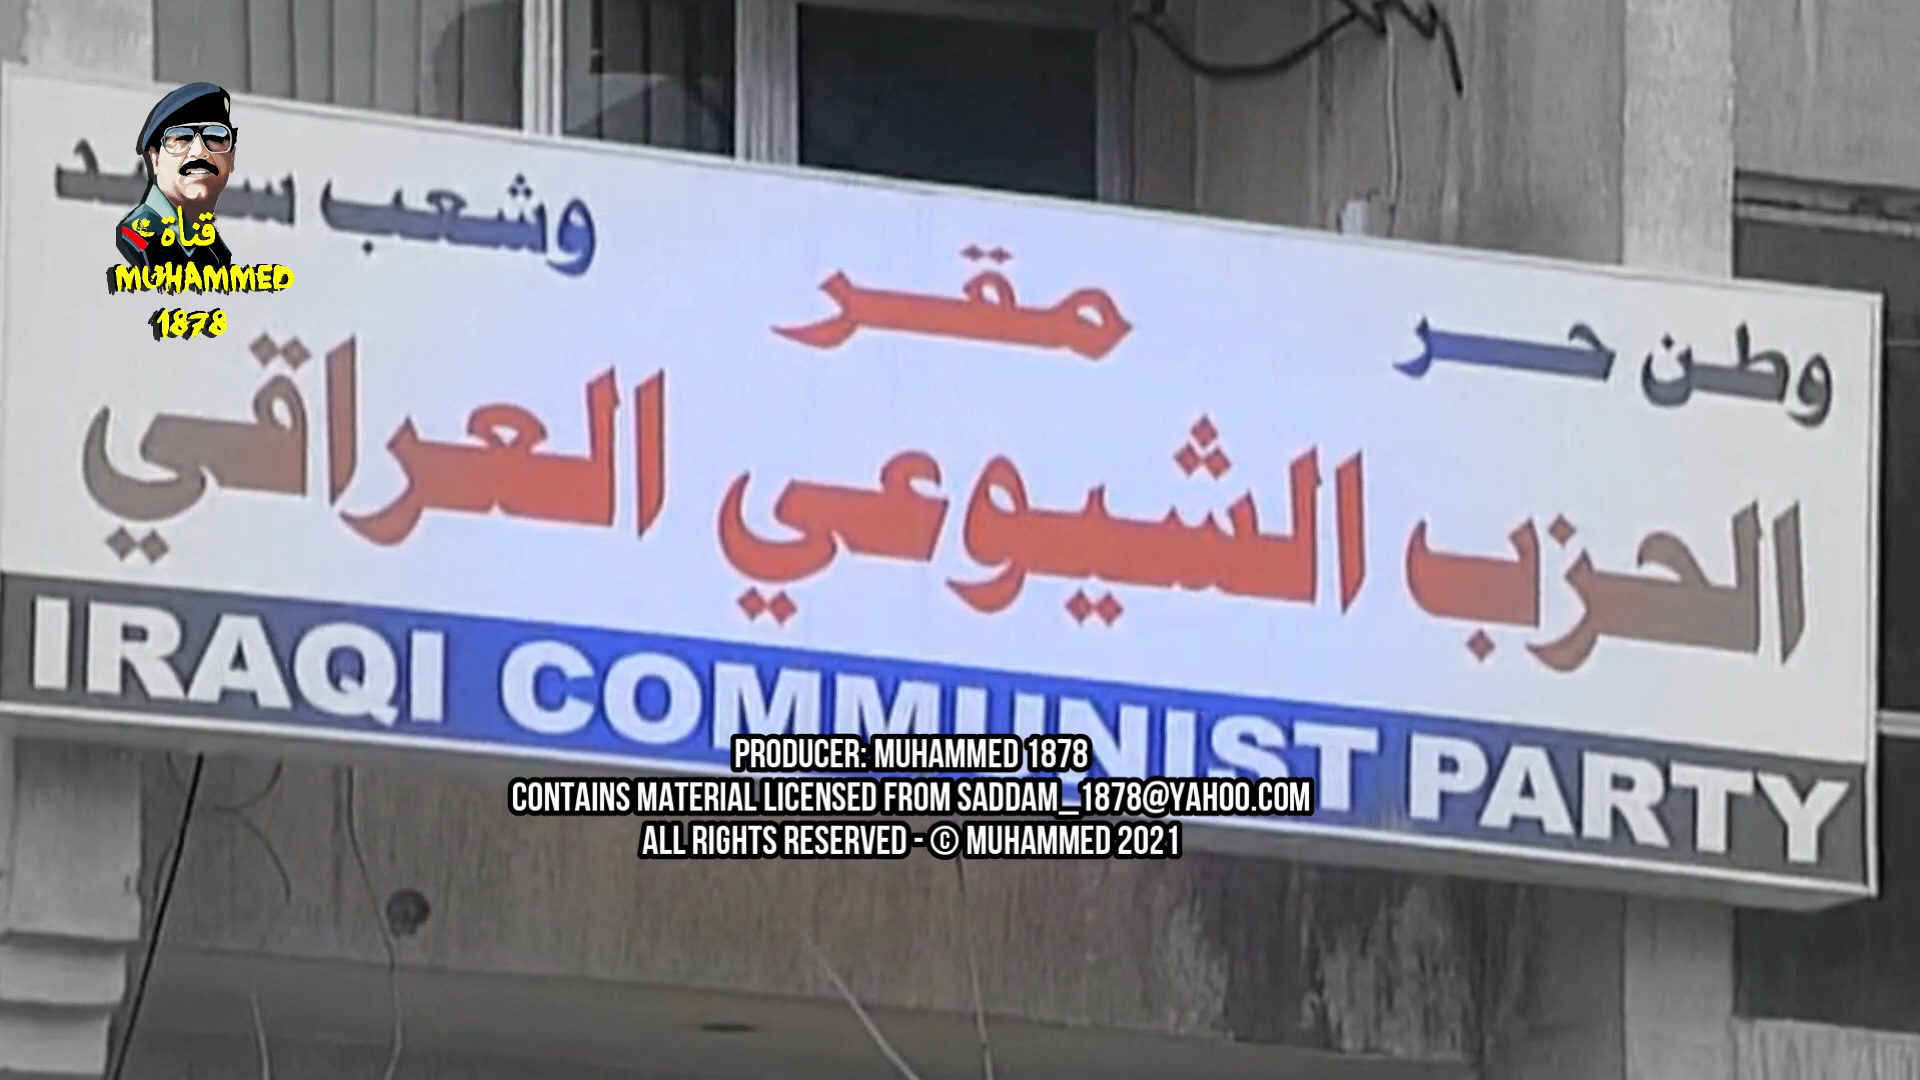 وطن حر وشعب
مقر
الحزب الشيوعي العراقي
IRAQI COMMUNIST PARTY
قناة
MUHAMMED
1878
PRODUCER: MUHAMMED 1878
CONTAINS MATERIAL LICENSED FROM SADDAM_1878@YAHOO.COM
ALL RIGHTS RESERVED - © MUHAMMED 2021